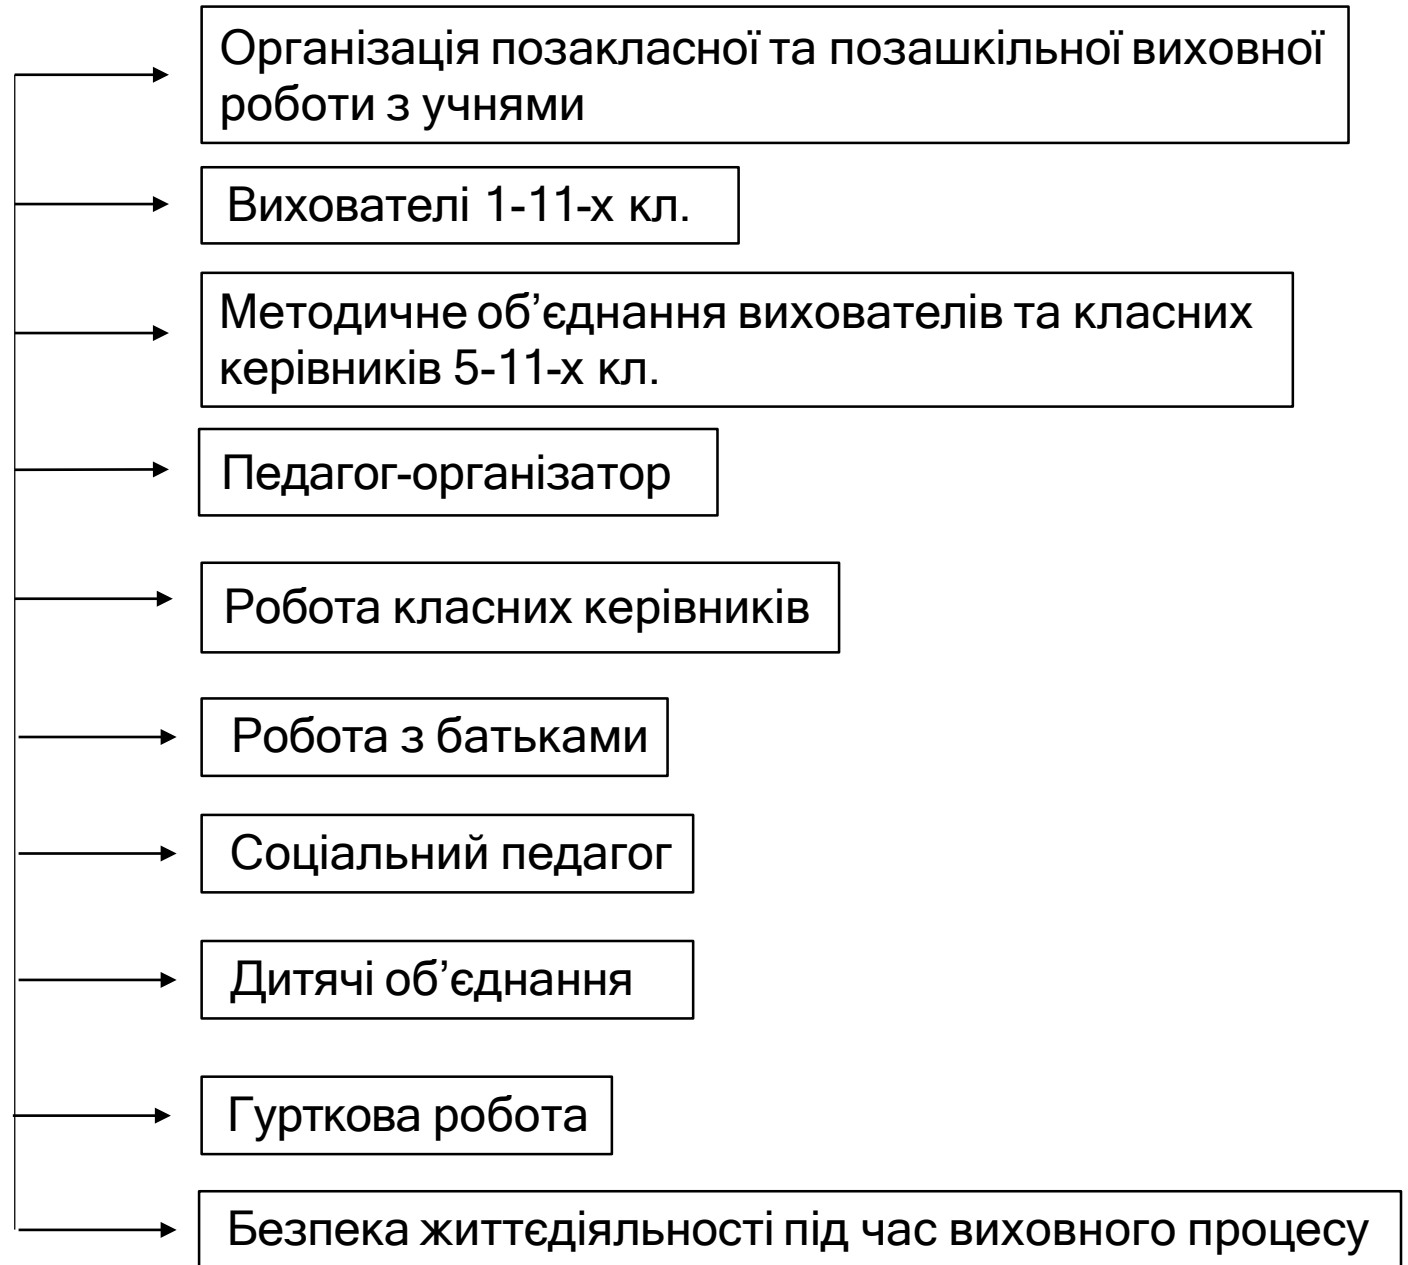 Організація позакласної та позашкільної виховної
роботи з учнями
Вихователі 1-11-х кл.
Методичне об’єднання вихователів та класних
керівників 5-11-х кл.
Педагог-організатор
Робота класних керівників
Робота з батьками
Соціальний педагог
Дитячі об’єднання
Гурткова робота
Безпека життєдіяльності під час виховного процесу